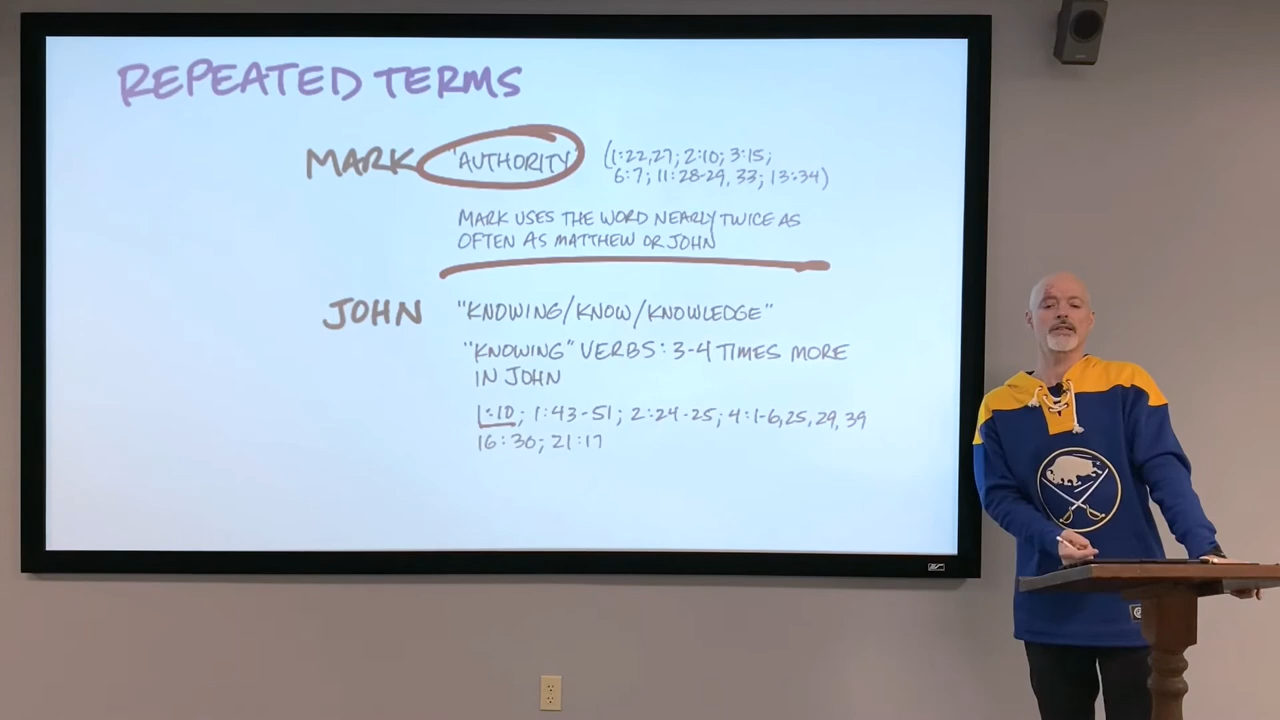 REPEATED TERMS
MARK "AUTHORITY" (1:22,27; 2:10; 3:15;
6:7; 11:28-29, 33; 13:34)
MARK USES THE WORD NEARLY TWICE AS
OFTEN AS MATTHEW OR JOHN
JOHN "KNOWING/KNOW/KNOWLEDGE"
"KNOWING" VERBS: 3-4 TIMES MORE
IN JOHN
1:10; 1:43-51; 2:24-25; 4:1-6,25, 29, 39
16:30; 21:17